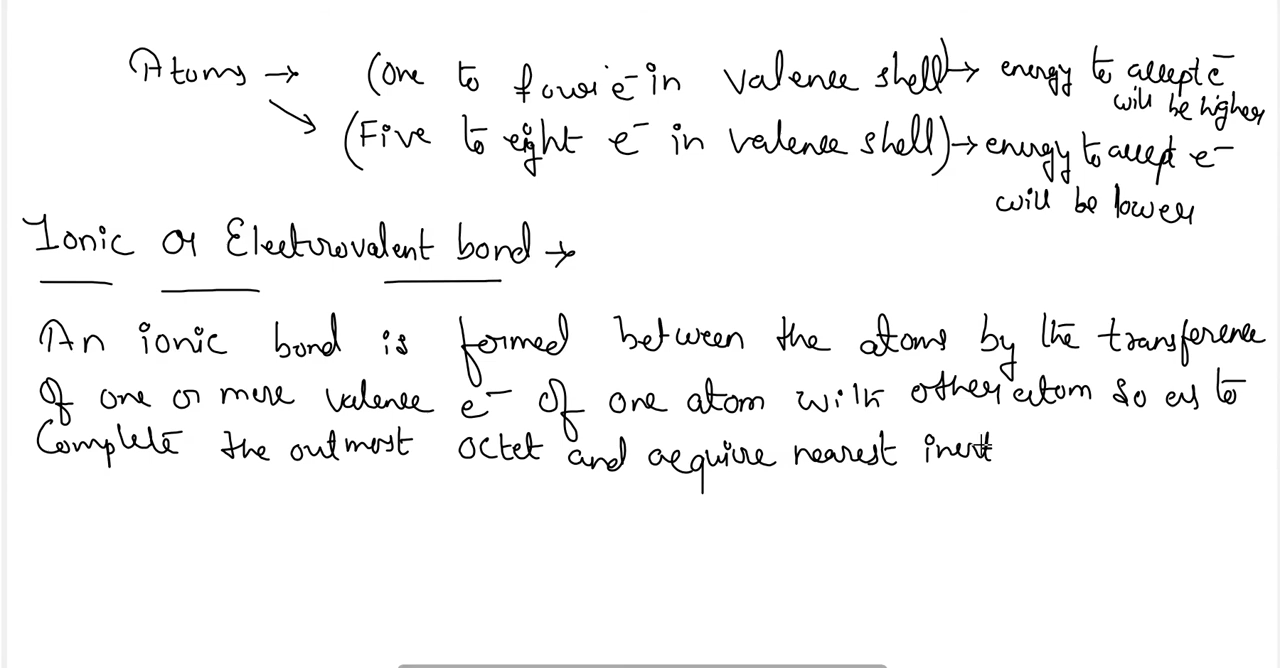 Atoms → (One to four e⁻ in valence shell) → energy to accept e⁻
will be higher
(Five to eight e⁻ in valence shell) → energy to accept e⁻
will be lower
Ionic or Electrovalent bond →
An ionic bond is formed between the atoms by the transference
of one or more valence e⁻ of one atom with other atom so as to
Complete the outmost octet and acquire nearest inert